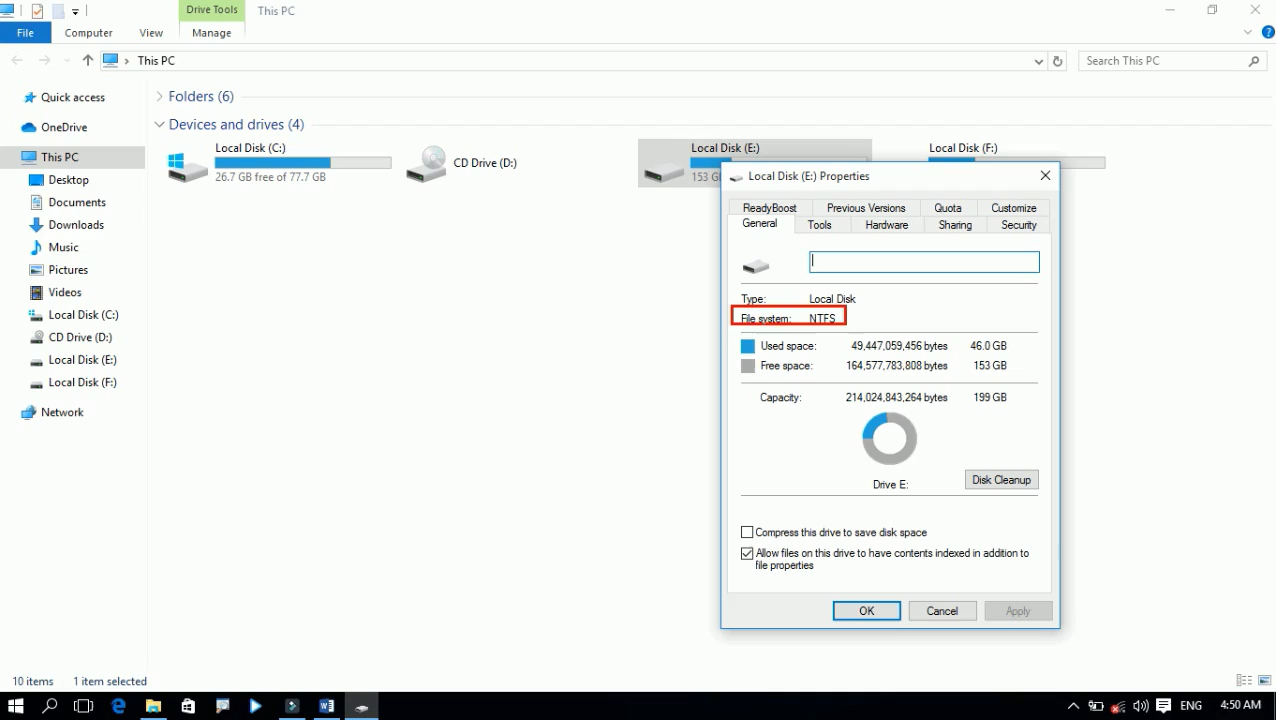 Drive Tools
This PC
File
Computer
View
Manage
This PC
Search This PC
Quick access
OneDrive
This PC
Desktop
Documents
Downloads
Music
Pictures
Videos
Local Disk (C:)
CD Drive (D:)
Local Disk (E:)
Local Disk (F:)
Network
Folders (6)
Devices and drives (4)
Local Disk (C:)
26.7 GB free of 77.7 GB
CD Drive (D:)
Local Disk (E:)
153 G
Local Disk (F:)
Local Disk (E:) Properties
ReadyBoost
Previous Versions
Quota
Customize
General
Tools
Hardware
Sharing
Security
Type: Local Disk
File system: NTFS
Used space: 49,447,059,456 bytes 46.0 GB
Free space: 164,577,783,808 bytes 153 GB
Capacity: 214,024,843,264 bytes 199 GB
Drive E:
Disk Cleanup
Compress this drive to save disk space
Allow files on this drive to have contents indexed in addition to
file properties
OK
Cancel
Apply
10 items
1 item selected
ENG
4:50 AM